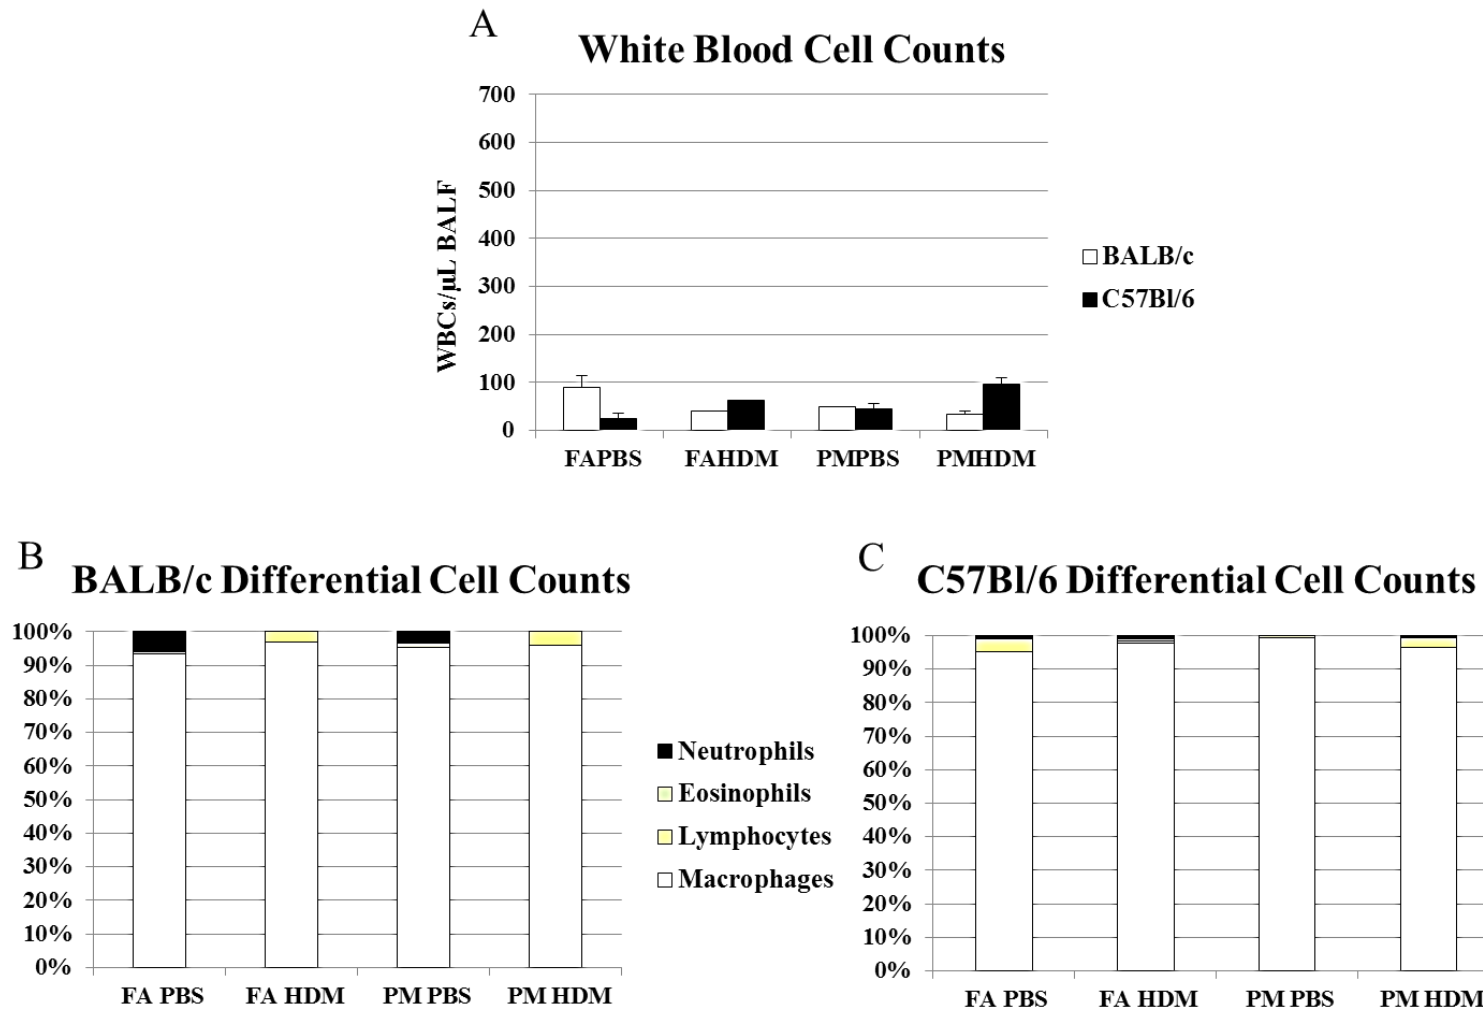 A
White Blood Cell Counts
700
600
500
400
300
200
100
0
WBCs/µL BALF
FAPBS FAHDM PMPBS PMHDM
BALB/c
C57Bl/6
B
BALB/c Differential Cell Counts
100%
90%
80%
70%
60%
50%
40%
30%
20%
10%
0%
FA PBS FA HDM PM PBS PM HDM
Neutrophils
Eosinophils
Lymphocytes
Macrophages
C
C57Bl/6 Differential Cell Counts
100%
90%
80%
70%
60%
50%
40%
30%
20%
10%
0%
FA PBS FA HDM PM PBS PM HDM